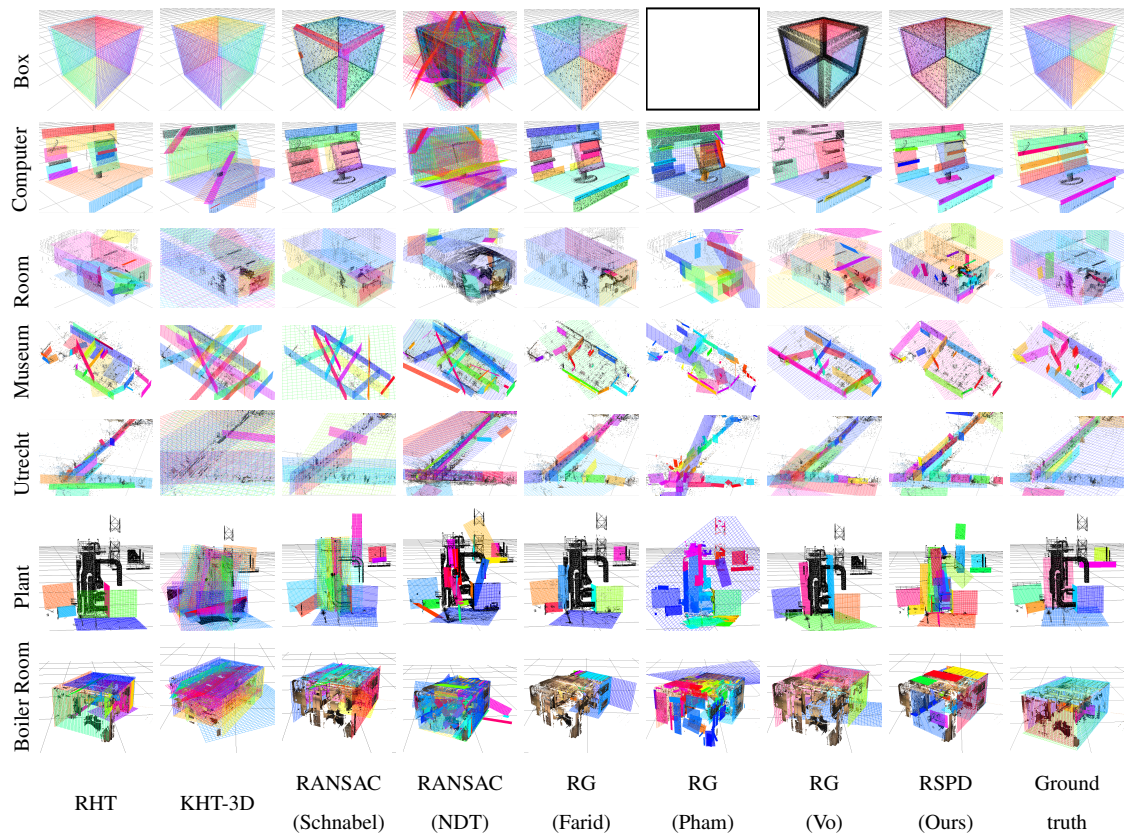 Box
Computer
Room
Museum
Utrecht
Plant
Boiler Room
RHT
KHT-3D
RANSAC
(Schnabel)
RANSAC
(NDT)
RG
(Farid)
RG
(Pham)
RG
(Vo)
RSPD
(Ours)
Ground
truth